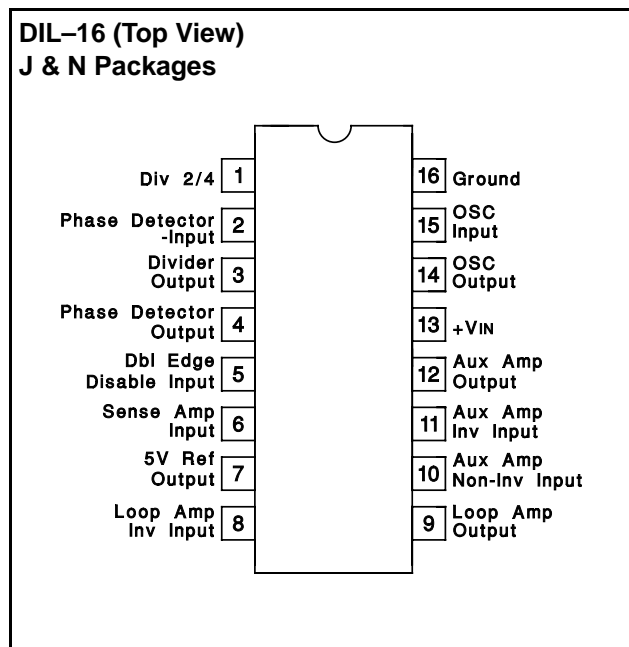 DIL–16 (Top View)
J & N Packages
Div 2/4 1
Phase Detector
-Input 2
Divider
Output 3
Phase Detector
Output 4
Dbl Edge
Disable Input 5
Sense Amp
Input 6
5V Ref
Output 7
Loop Amp
Inv Input 8
16 Ground
15 OSC
Input
14 OSC
Output
13 +VIN
12 Aux Amp
Output
11 Aux Amp
Inv Input
10 Aux Amp
Non-Inv Input
9 Loop Amp
Output